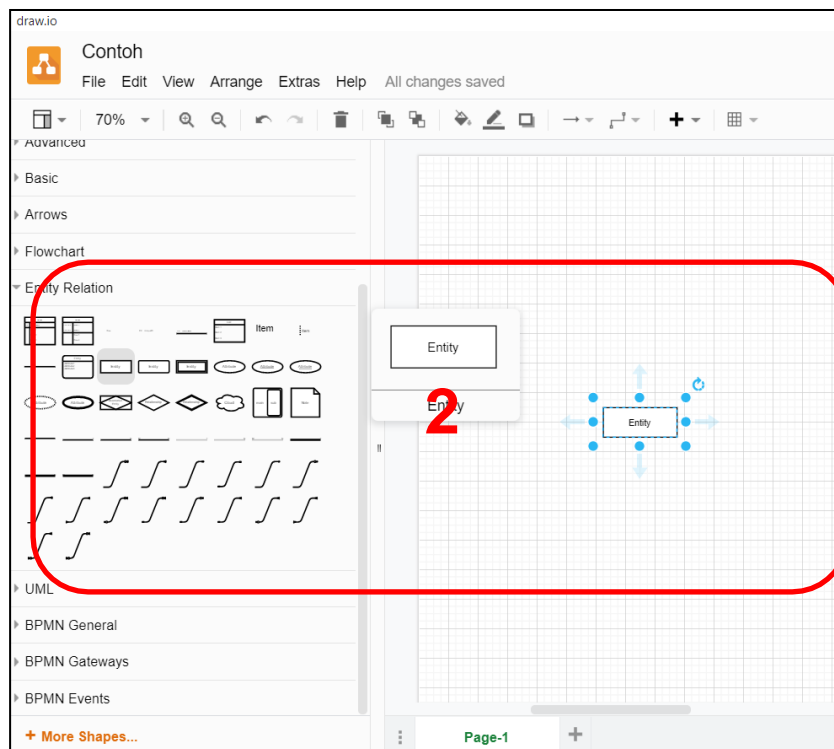 draw.io
Contoh
File Edit View Arrange Extras Help All changes saved
70%
Advanced
Basic
Arrows
Flowchart
Entity Relation
Item
Entity
Entity
2
Entity
UML
BPMN General
BPMN Gateways
BPMN Events
+ More Shapes...
Page-1